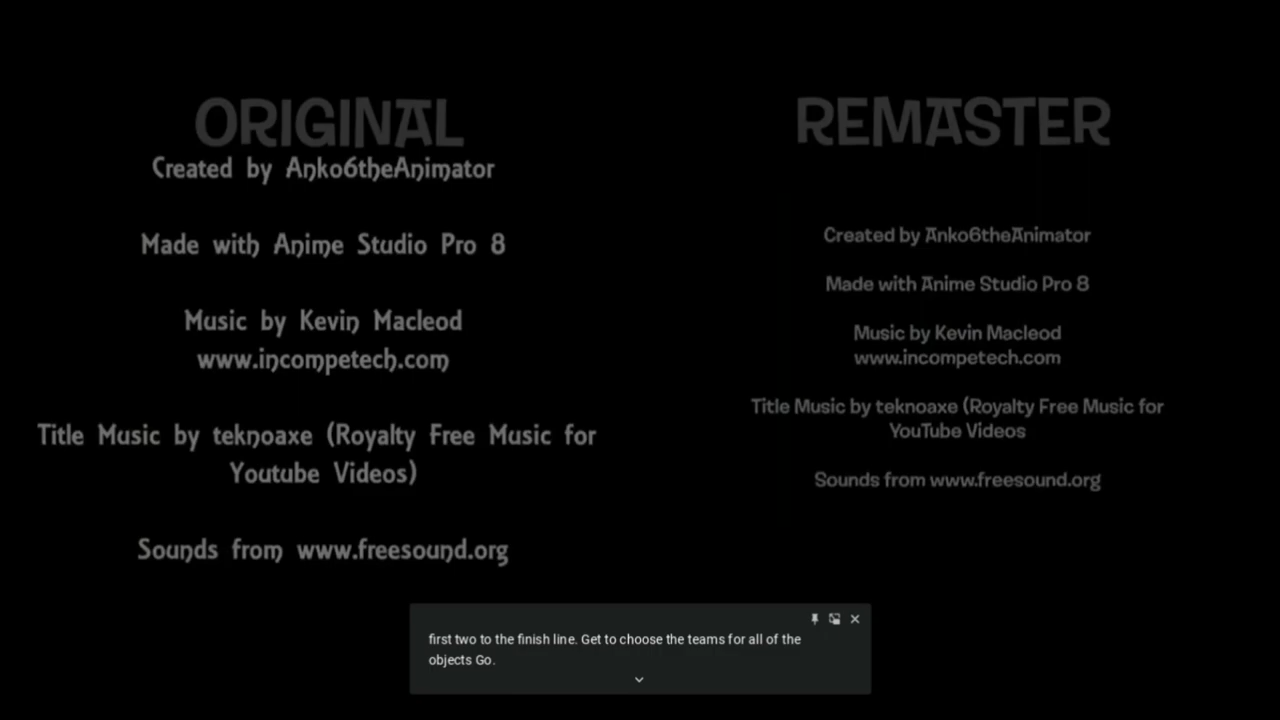 ORIGINAL
Created by Anko6theAnimator
Made with Anime Studio Pro 8
Music by Kevin Macleod
www.incompetech.com
Title Music by teknoaxe (Royalty Free Music for
Youtube Videos)
Sounds from www.freesound.org
REMASTER
Created by Anko6theAnimator
Made with Anime Studio Pro 8
Music by Kevin Macleod
www.incompetech.com
Title Music by teknoaxe (Royalty Free Music for
YouTube Videos
Sounds from www.freesound.org
first two to the finish line. Get to choose the teams for all of the
objects Go.